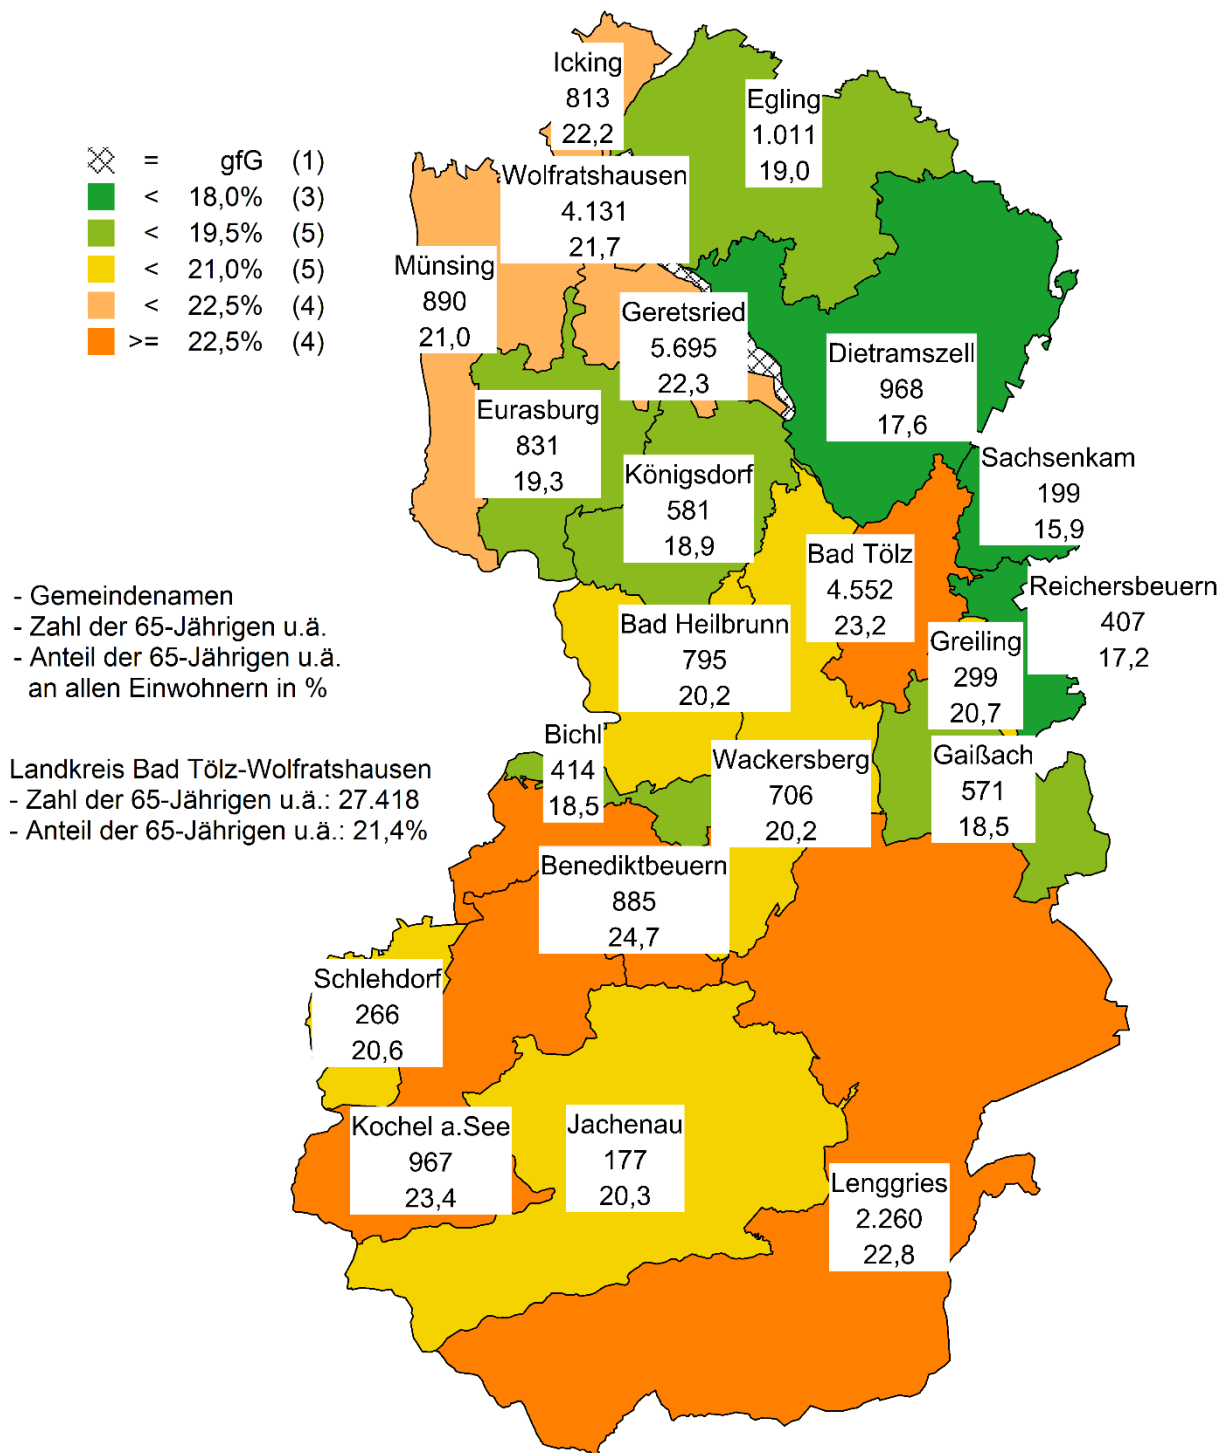 Icking
813
22,2
Egling
1.011
19,0
= gfG (1)
< 18,0% (3)
< 19,5% (5)
< 21,0% (5)
< 22,5% (4)
>= 22,5% (4)
Wolfratshausen
4.131
21,7
Münsing
890
21,0
Geretsried
5.695
22,3
Dietramszell
968
17,6
Eurasburg
831
19,3
Königsdorf
581
18,9
Sachsenkam
199
15,9
Bad Tölz
4.552
23,2
Reichersbeuern
407
17,2
- Gemeindenamen
- Zahl der 65-Jährigen u.ä.
- Anteil der 65-Jährigen u.ä.
an allen Einwohnern in %
Bad Heilbrunn
795
20,2
Greiling
299
20,7
Landkreis Bad Tölz-Wolfratshausen
- Zahl der 65-Jährigen u.ä.: 27.418
- Anteil der 65-Jährigen u.ä.: 21,4%
Bichl
414
18,5
Wackersberg
706
20,2
Gaißach
571
18,5
Benediktbeuern
885
24,7
Schlehdorf
266
20,6
Kochel a.See
967
23,4
Jachenau
177
20,3
Lenggries
2.260
22,8